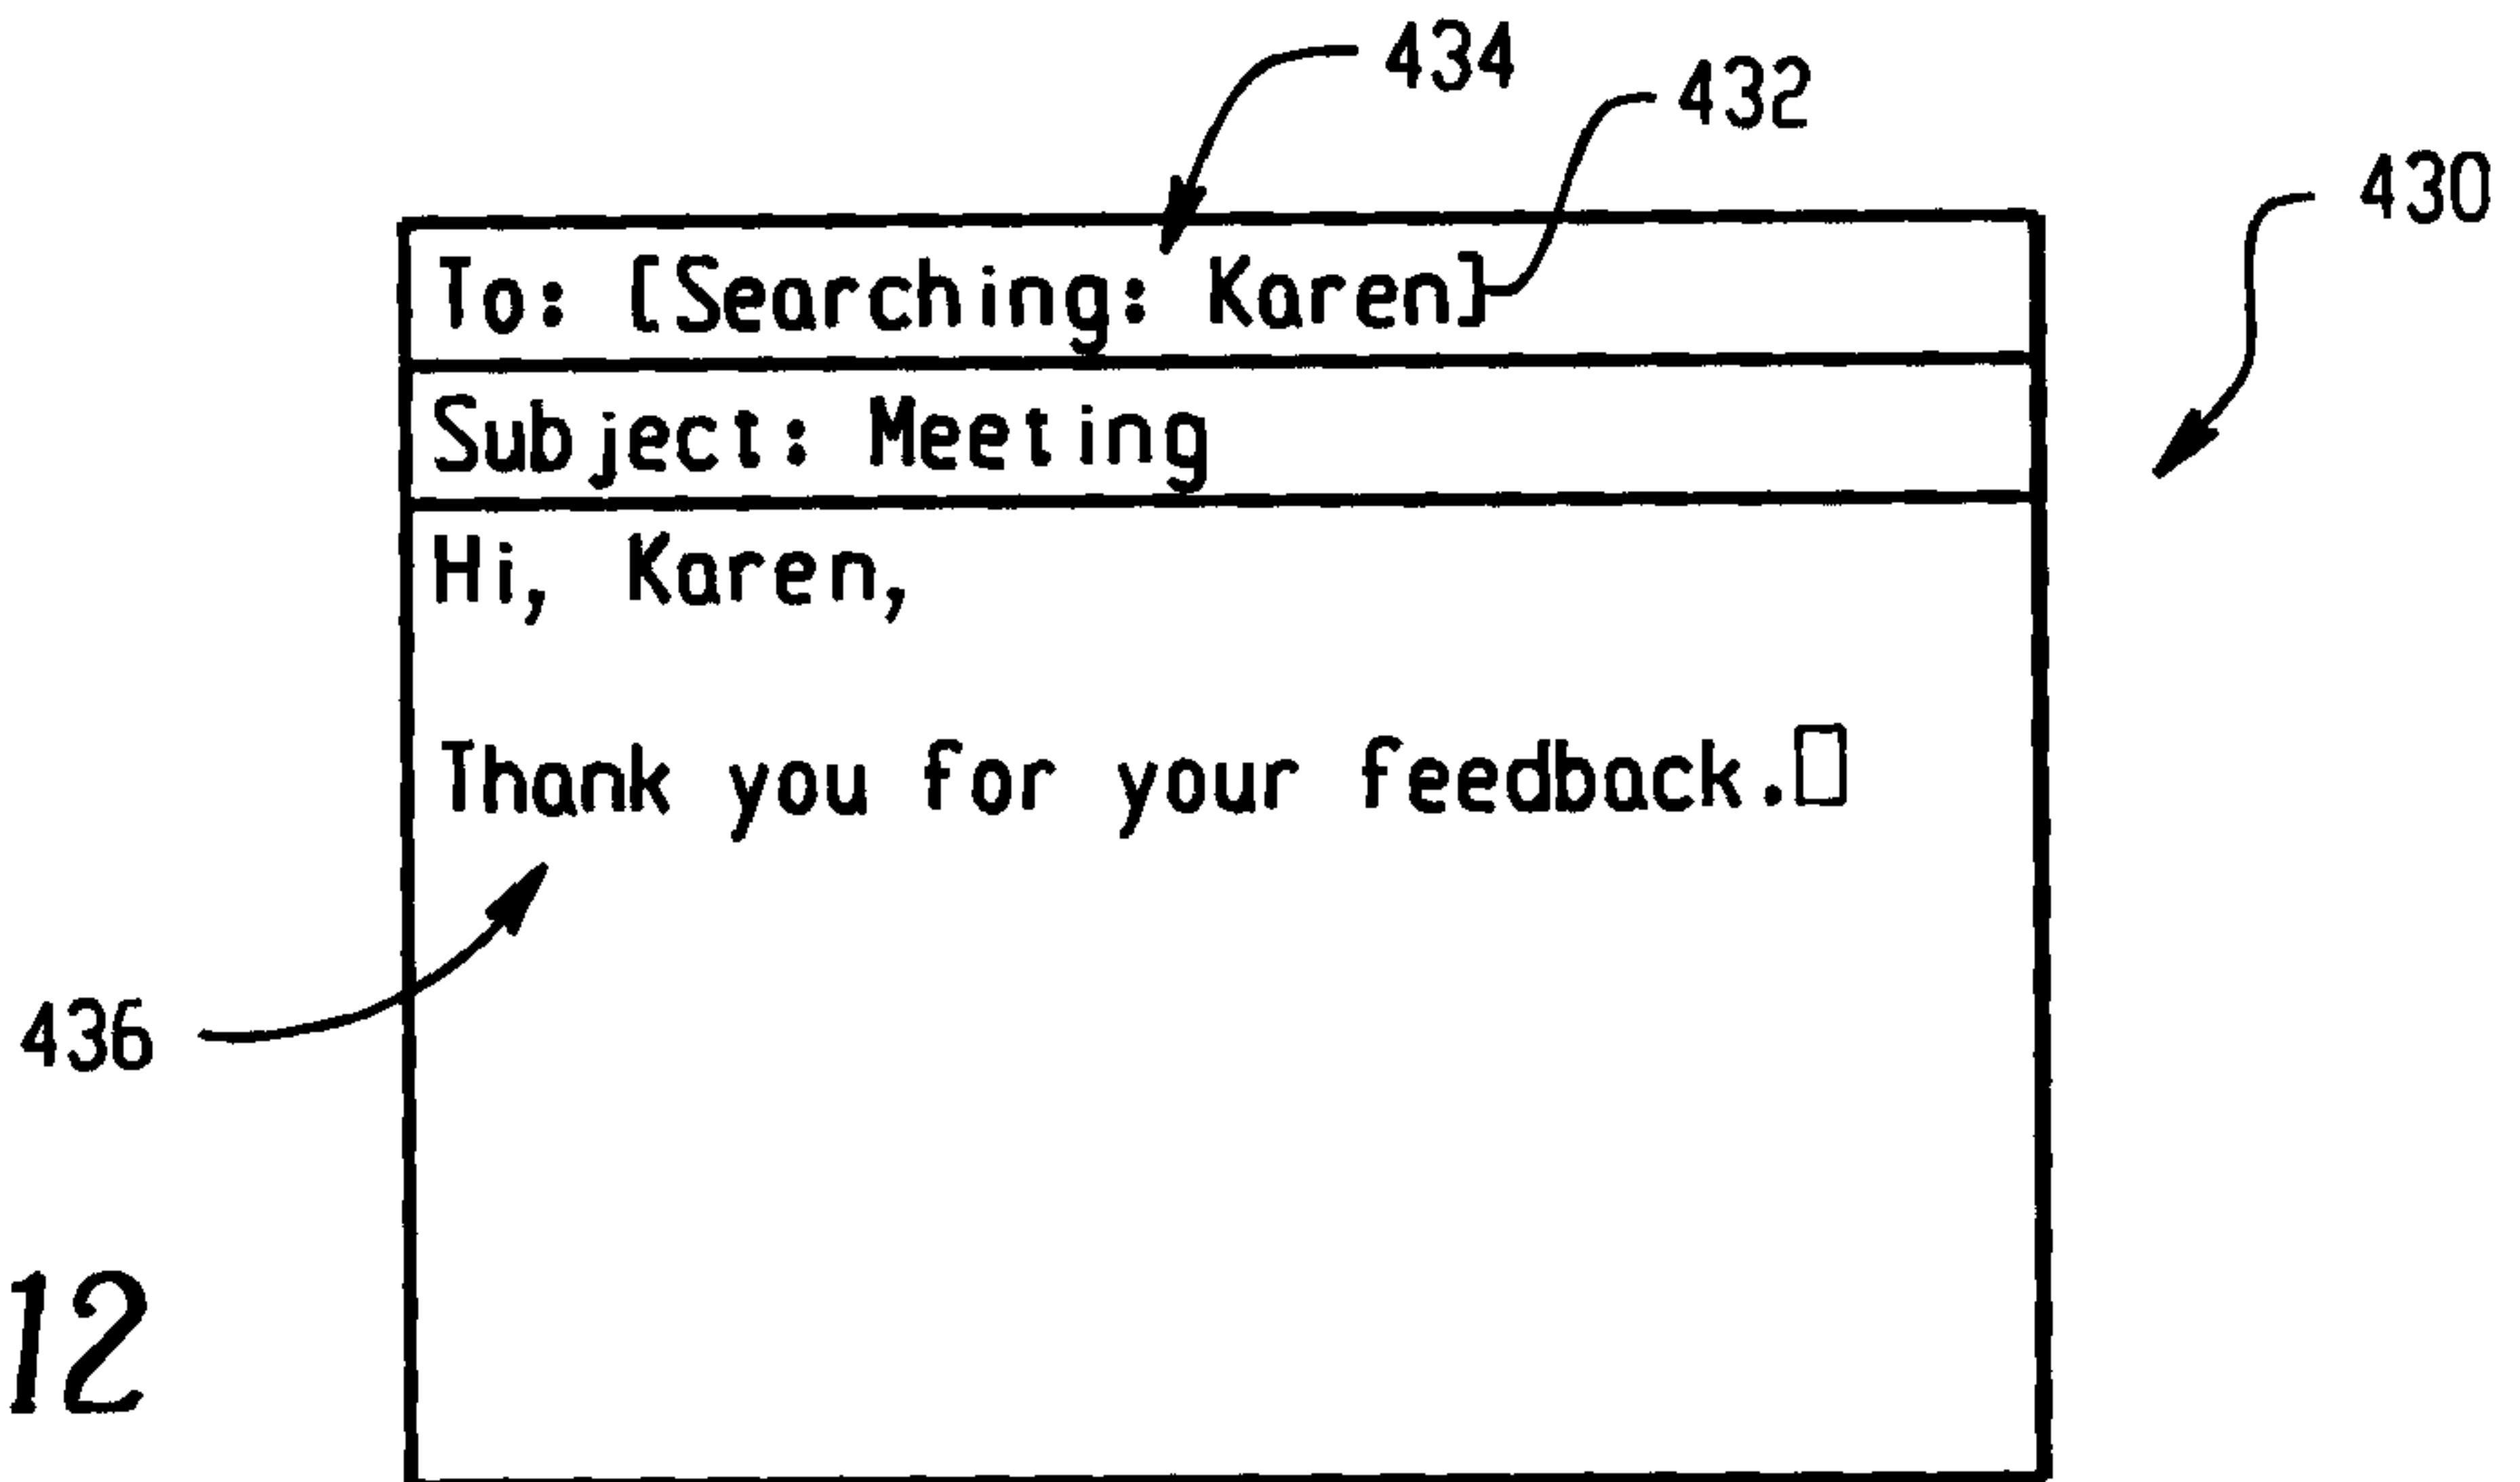 434
432
430
To: [Searching: Karen]
Subject: Meeting
Hi, Karen,
Thank you for your feedback.
436
12